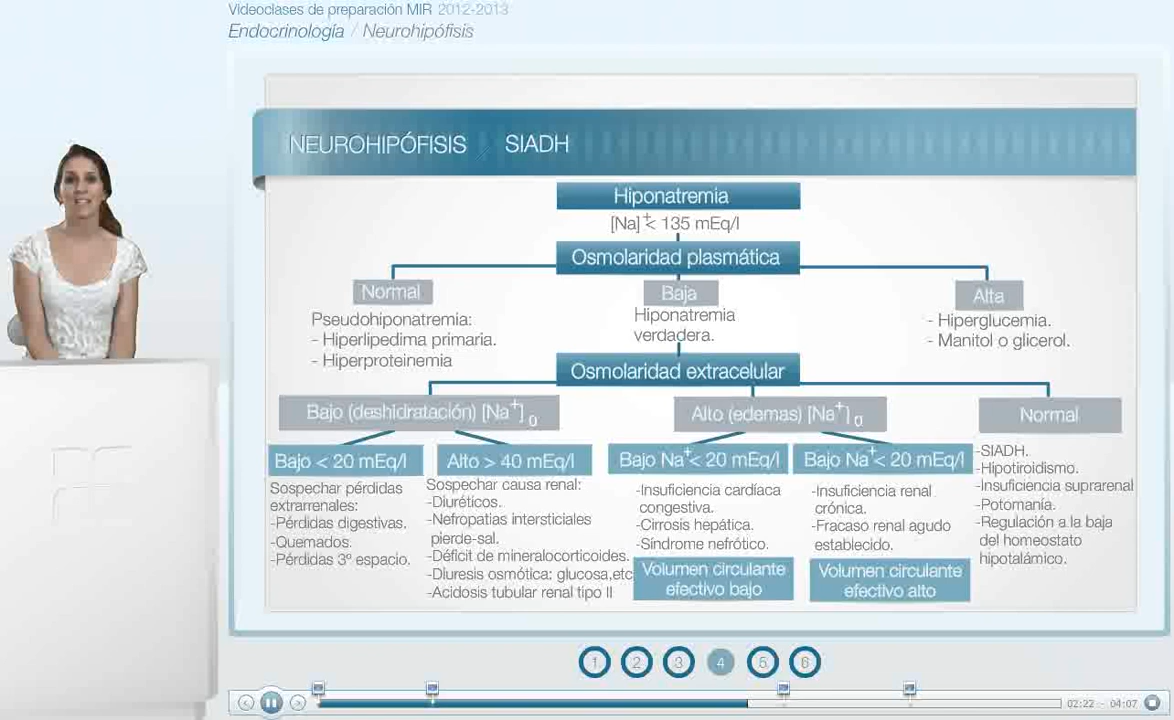 Videoclases de preparación MIR 2012-2013
Endocrinología / Neurohipófisis
NEUROHIPÓFISIS SIADH
Hiponatremia
[Na]+< 135 mEq/l
Osmolaridad plasmática
Normal
Pseudohiponatremia:
- Hiperlipedima primaria.
- Hiperproteinemia
Baja
Hiponatremia
verdadera.
Alta
- Hiperglucemia.
- Manitol o glicerol.
Osmolaridad extracelular
Bajo (deshidratación) [Na+] 0
Alto (edemas) [Na+] 0
Normal
Bajo < 20 mEq/l
Sospechar pérdidas
extrarrenales:
-Pérdidas digestivas.
-Quemados.
-Pérdidas 3º espacio.
Alto > 40 mEq/l
Sospechar causa renal:
-Diuréticos.
-Nefropatias intersticiales
pierde-sal.
-Déficit de mineralocorticoides.
-Diuresis osmótica: glucosa,etc
-Acidosis tubular renal tipo II
Bajo Na+< 20 mEq/l
-Insuficiencia cardíaca
congestiva.
-Cirrosis hepática.
-Síndrome nefrótico.
Volumen circulante
efectivo bajo
Bajo Na+< 20 mEq/l
-Insuficiencia renal
crónica.
-Fracaso renal agudo
establecido.
Volumen circulante
efectivo alto
-SIADH.
-Hipotiroidismo.
-Insuficiencia suprarenal
-Potomanía.
-Regulación a la baja
del homeostato
hipotalámico.
1 2 3 4 5 6
02:22 - 04:07